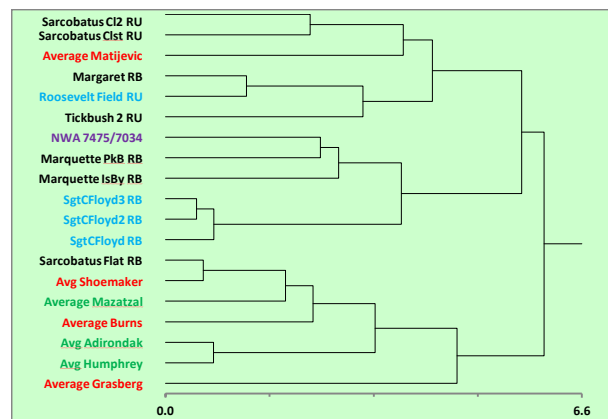 Sarcobatus Cl2 RU
Sarcobatus Clst RU
Average Matijevic
Margaret RB
Roosevelt Field RU
Tickbush 2 RU
NWA 7475/7034
Marquette PkB RB
Marquette IsBy RB
SgtCFloyd3 RB
SgtCFloyd2 RB
SgtCFloyd RB
Sarcobatus Flat RB
Avg Shoemaker
Average Mazatzal
Average Burns
Avg Adirondak
Avg Humphrey
Average Grasberg
0.0 6.6